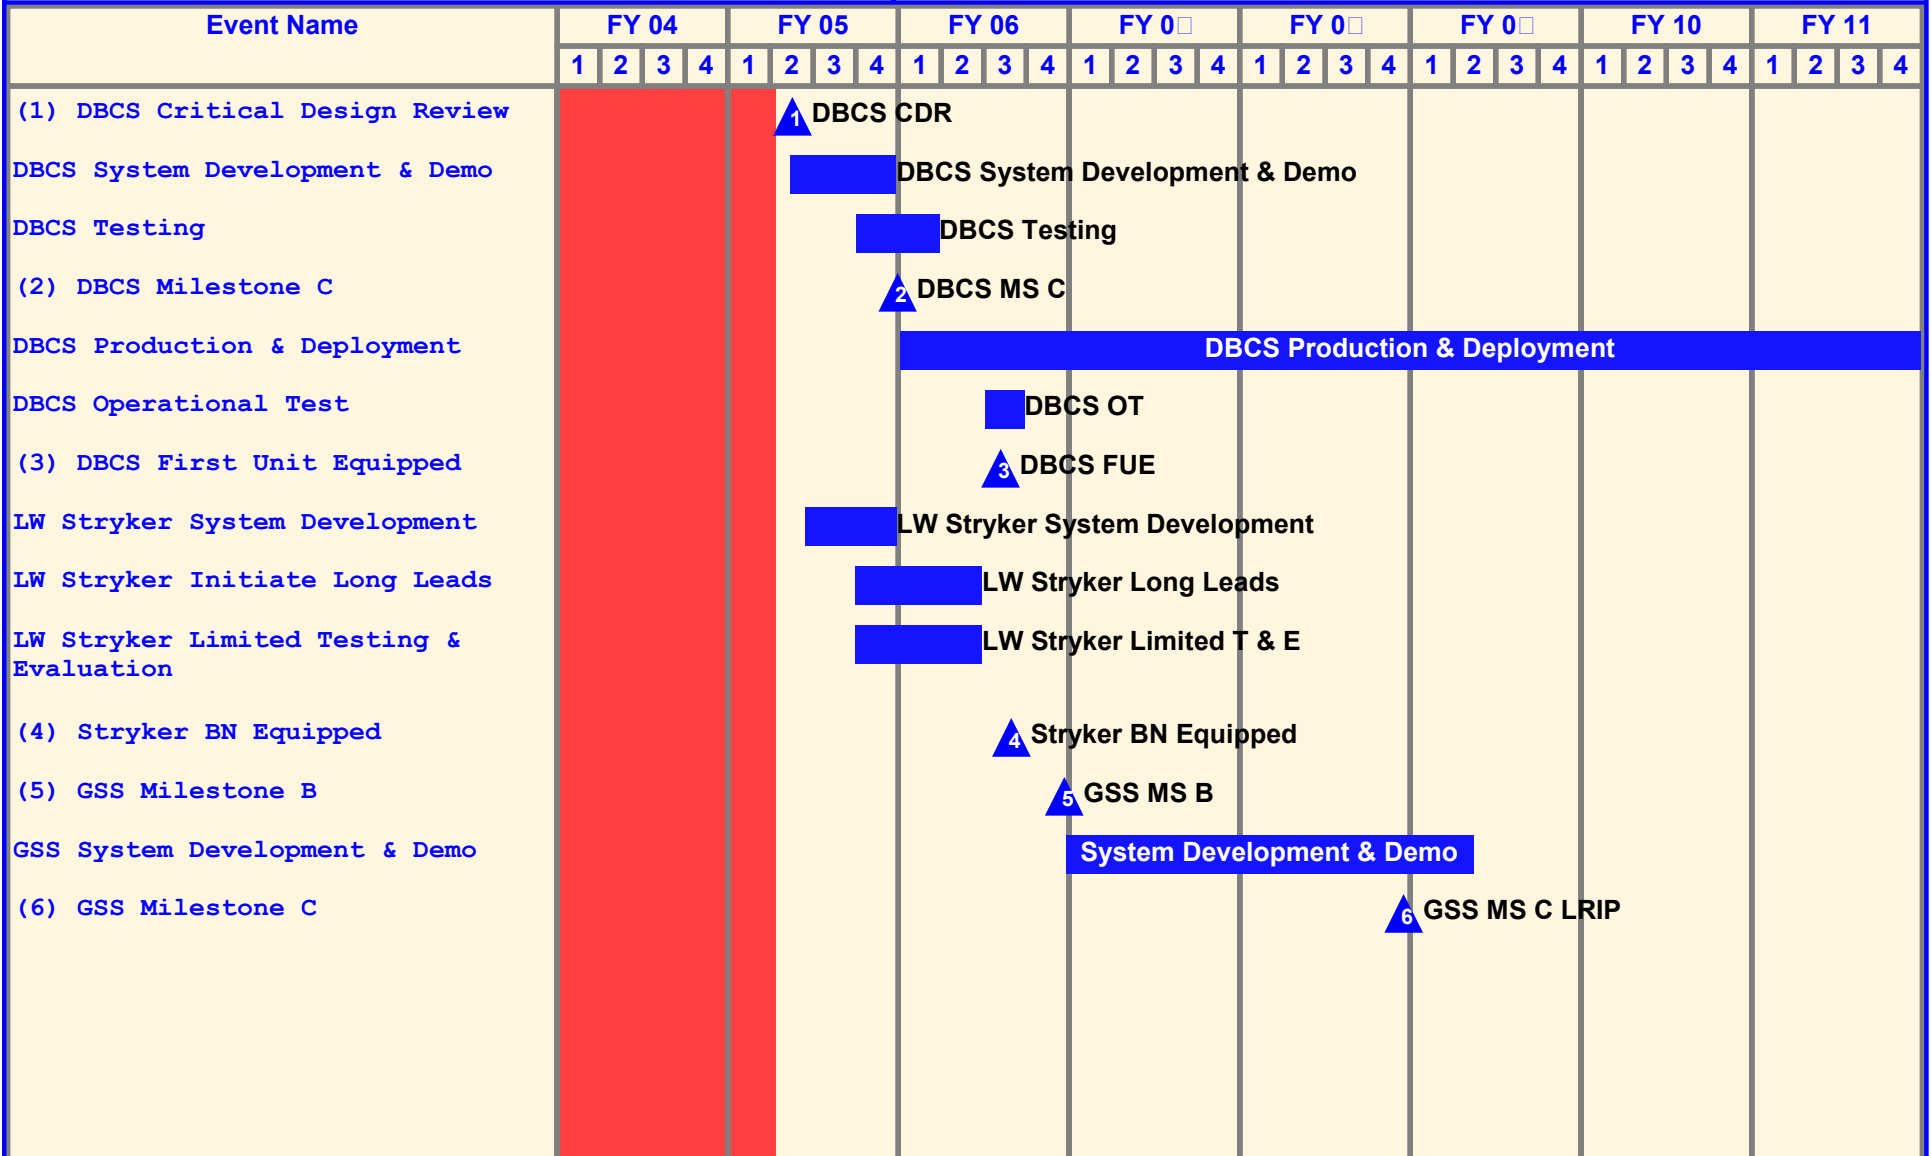 Event Name FY 04 FY 05 FY 06 FY 0□ FY 0□ FY 0□ FY 10 FY 11
1 2 3 4 1 2 3 4 1 2 3 4 1 2 3 4 1 2 3 4 1 2 3 4 1 2 3 4 1 2 3 4
(1) DBCS Critical Design Review 1 DBCS CDR
DBCS System Development & Demo DBCS System Development & Demo
DBCS Testing DBCS Testing
(2) DBCS Milestone C 2 DBCS MS C
DBCS Production & Deployment DBCS Production & Deployment
DBCS Operational Test DBCS OT
(3) DBCS First Unit Equipped 3 DBCS FUE
LW Stryker System Development LW Stryker System Development
LW Stryker Initiate Long Leads LW Stryker Long Leads
LW Stryker Limited Testing & LW Stryker Limited T & E
Evaluation
(4) Stryker BN Equipped 4 Stryker BN Equipped
(5) GSS Milestone B 5 GSS MS B
GSS System Development & Demo System Development & Demo
(6) GSS Milestone C 6 GSS MS C LRIP